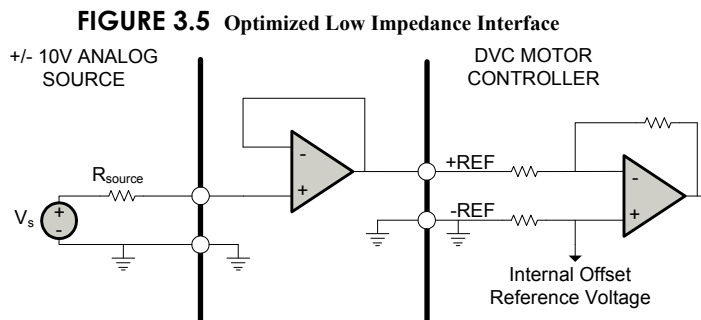 FIGURE 3.5 Optimized Low Impedance Interface
+/- 10V ANALOG
SOURCE
DVC MOTOR
CONTROLLER
Rsource
Vs
+
-
-
+
+REF
-REF
-
+
Internal Offset
Reference Voltage